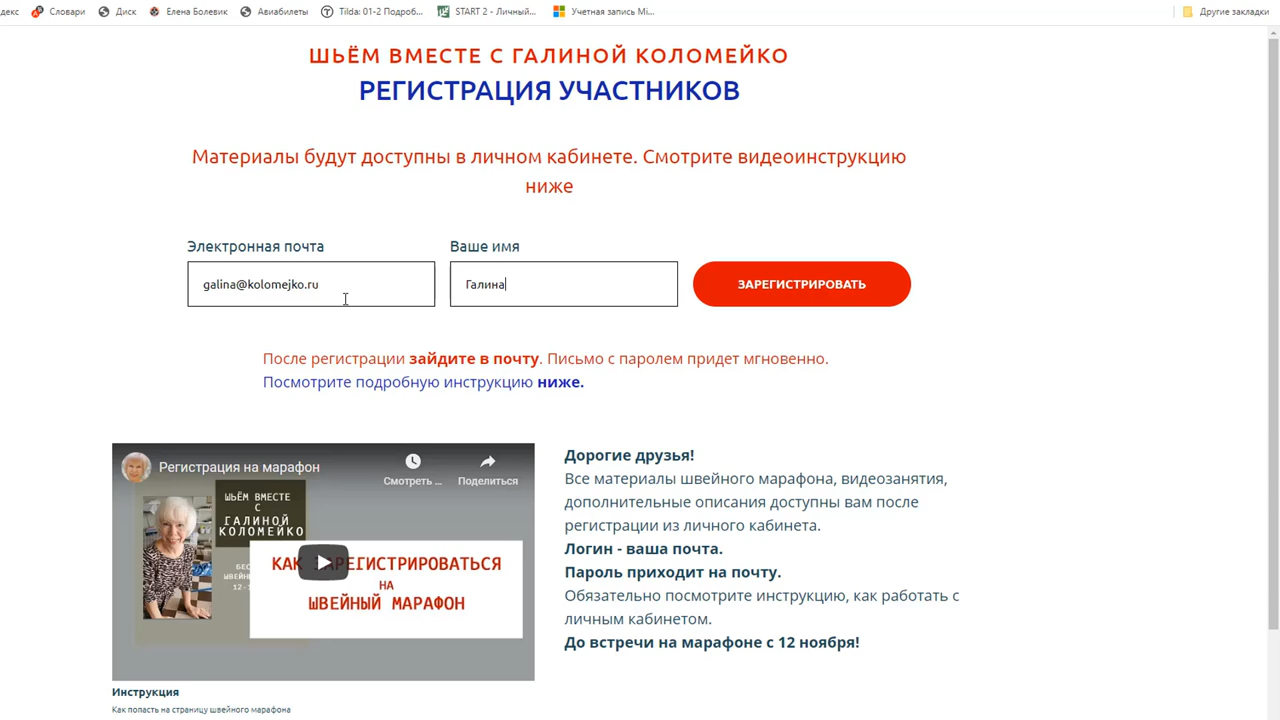 декс Словари Диск Елена Болевик Авиабилеты Tilda: 01-2 Подроб... START 2 - Личный... Учетная запись Mi... Другие закладки
ШЬЁМ ВМЕСТЕ С ГАЛИНОЙ КОЛОМЕЙКО
РЕГИСТРАЦИЯ УЧАСТНИКОВ
Материалы будут доступны в личном кабинете. Смотрите видеоинструкцию
ниже
Электронная почта Ваше имя
galina@kolomejko.ru Галина ЗАРЕГИСТРИРОВАТЬ
После регистрации зайдите в почту. Письмо с паролем придет мгновенно.
Посмотрите подробную инструкцию ниже.
Регистрация на марафон
Смотреть ... Поделиться
ШЬЁМ ВМЕСТЕ
С
ГАЛИНОЙ
КОЛОМЕЙКО
КАК ЗАРЕГИСТРИРОВАТЬСЯ
НА
ШВЕЙНЫЙ МАРАФОН
Дорогие друзья!
Все материалы швейного марафона, видеозанятия,
дополнительные описания доступны вам после
регистрации из личного кабинета.
Логин - ваша почта.
Пароль приходит на почту.
Обязательно посмотрите инструкцию, как работать с
личным кабинетом.
До встречи на марафоне с 12 ноября!
Инструкция
Как попасть на страницу швейного марафона